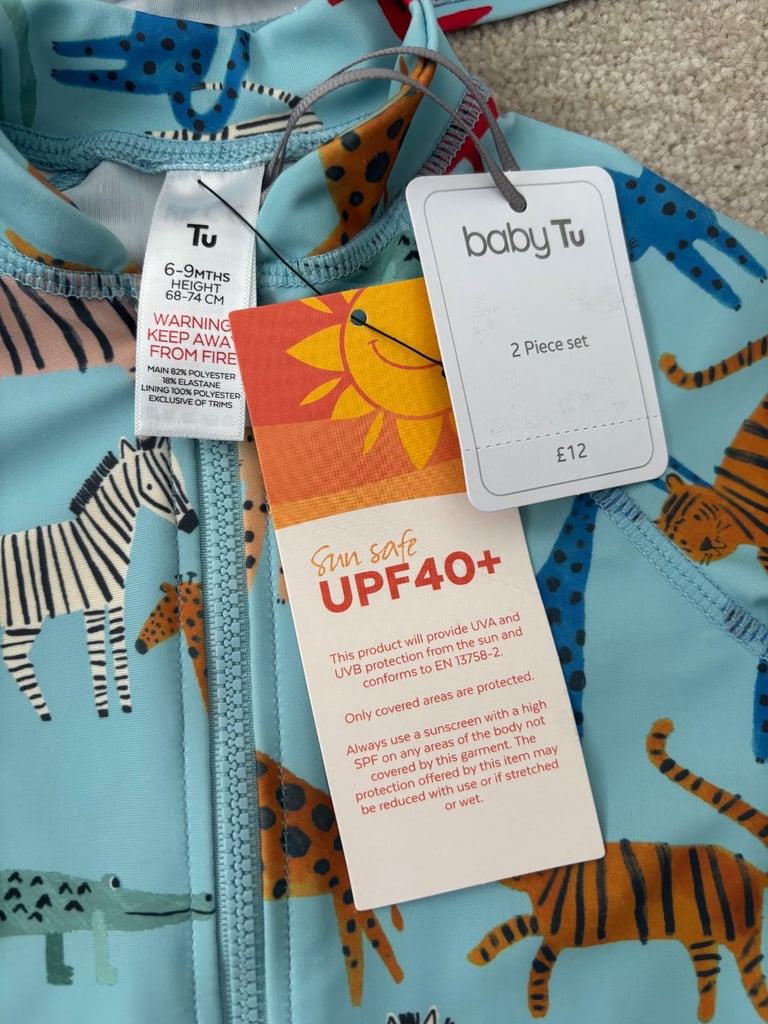 Tu
6-9MTHS
HEIGHT
68-74 CM
WARNING
KEEP AWAY
FROM FIRE
MAIN 82% POLYESTER
18% ELASTANE
LINING 100% POLYESTER
EXCLUSIVE OF TRIMS
baby Tu
2 Piece set
£12
Sun safe
UPF40+
This product will provide UVA and
UVB protection from the sun and
conforms to EN 13758-2.
Only covered areas are protected.
Always use a sunscreen with a high
SPF on any areas of the body not
covered by this garment. The
protection offered by this item may
be reduced with use or if stretched
or wet.